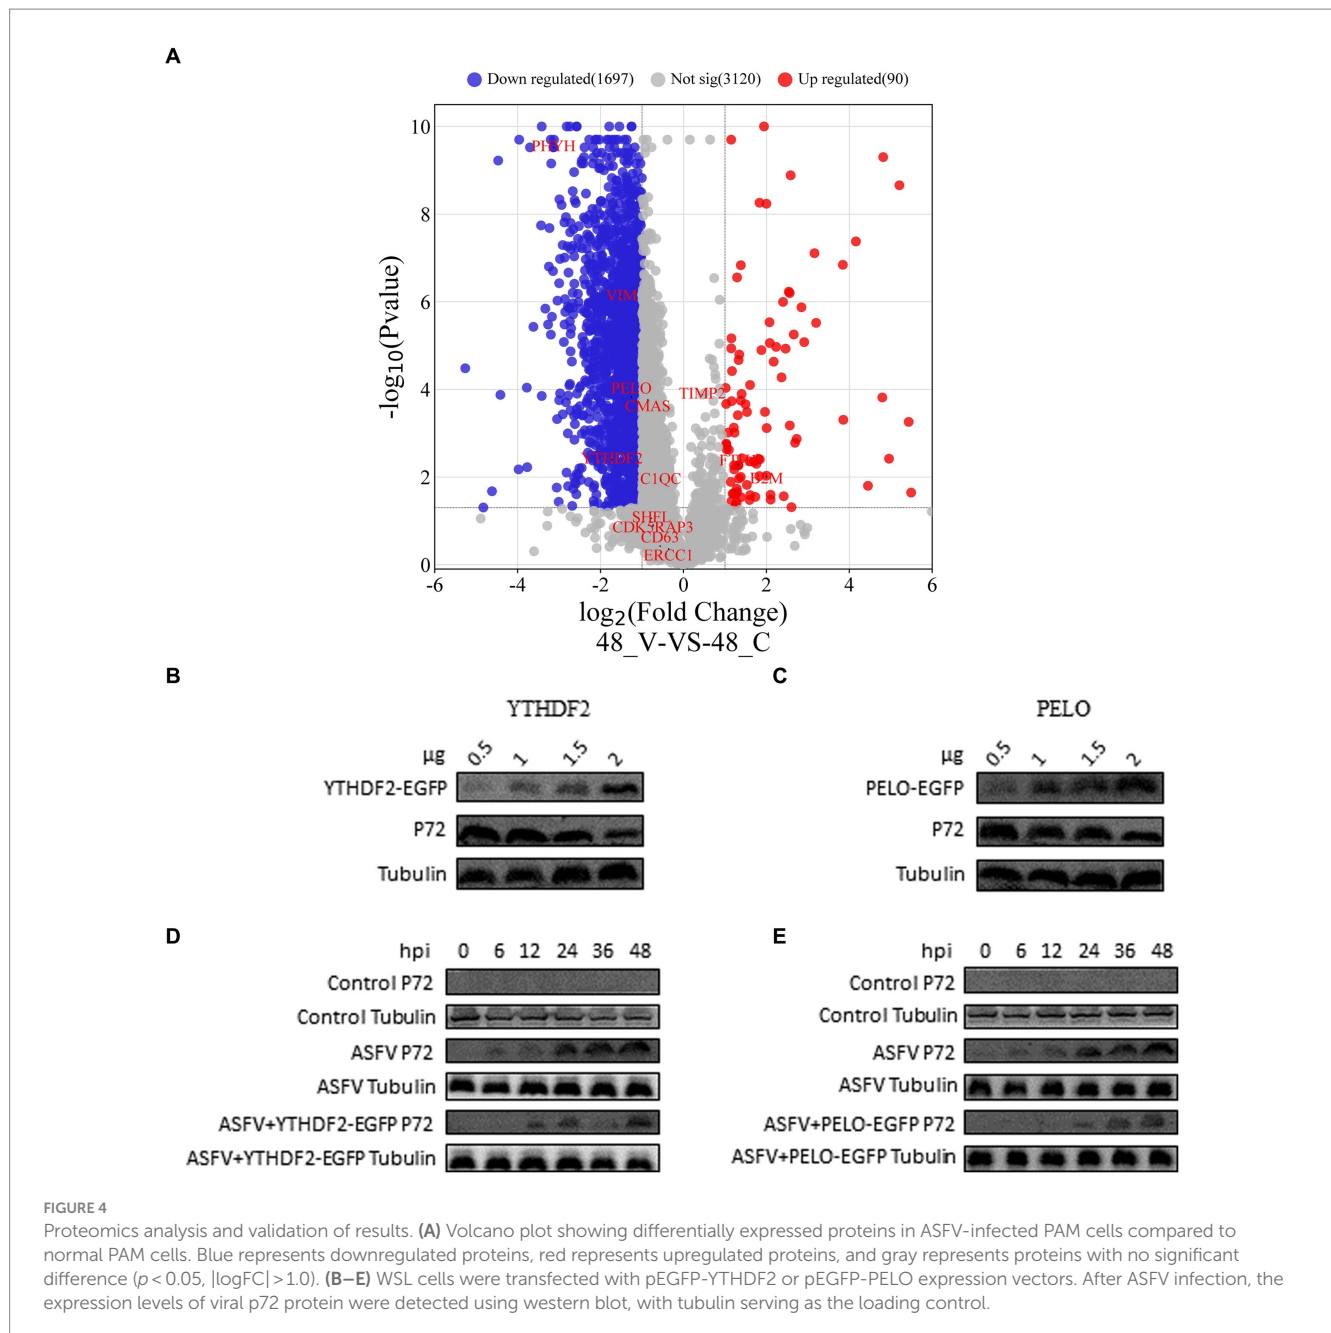 A
Down regulated(1697) Not sig(3120) Up regulated(90)
10
8
6
4
2
0
-log10(Pvalue)
PHYH
VIM
PELO
CMAS
TIMP2
YTHDF2
C1QC
B2M
SHFL
CDK5RAP3
CD63
ERCC1
-6 -4 -2 0 2 4 6
log2(Fold Change)
48_V-VS-48_C
B
YTHDF2
µg 0.5 1 1.5 2
YTHDF2-EGFP
P72
Tubulin
C
PELO
µg 0.5 1 1.5 2
PELO-EGFP
P72
Tubulin
D
hpi 0 6 12 24 36 48
Control P72
Control Tubulin
ASFV P72
ASFV Tubulin
ASFV+YTHDF2-EGFP P72
ASFV+YTHDF2-EGFP Tubulin
E
hpi 0 6 12 24 36 48
Control P72
Control Tubulin
ASFV P72
ASFV Tubulin
ASFV+PELO-EGFP P72
ASFV+PELO-EGFP Tubulin
FIGURE 4
Proteomics analysis and validation of results. (A) Volcano plot showing differentially expressed proteins in ASFV-infected PAM cells compared to
normal PAM cells. Blue represents downregulated proteins, red represents upregulated proteins, and gray represents proteins with no significant
difference (p < 0.05, |logFC| > 1.0). (B–E) WSL cells were transfected with pEGFP-YTHDF2 or pEGFP-PELO expression vectors. After ASFV infection, the
expression levels of viral p72 protein were detected using western blot, with tubulin serving as the loading control.